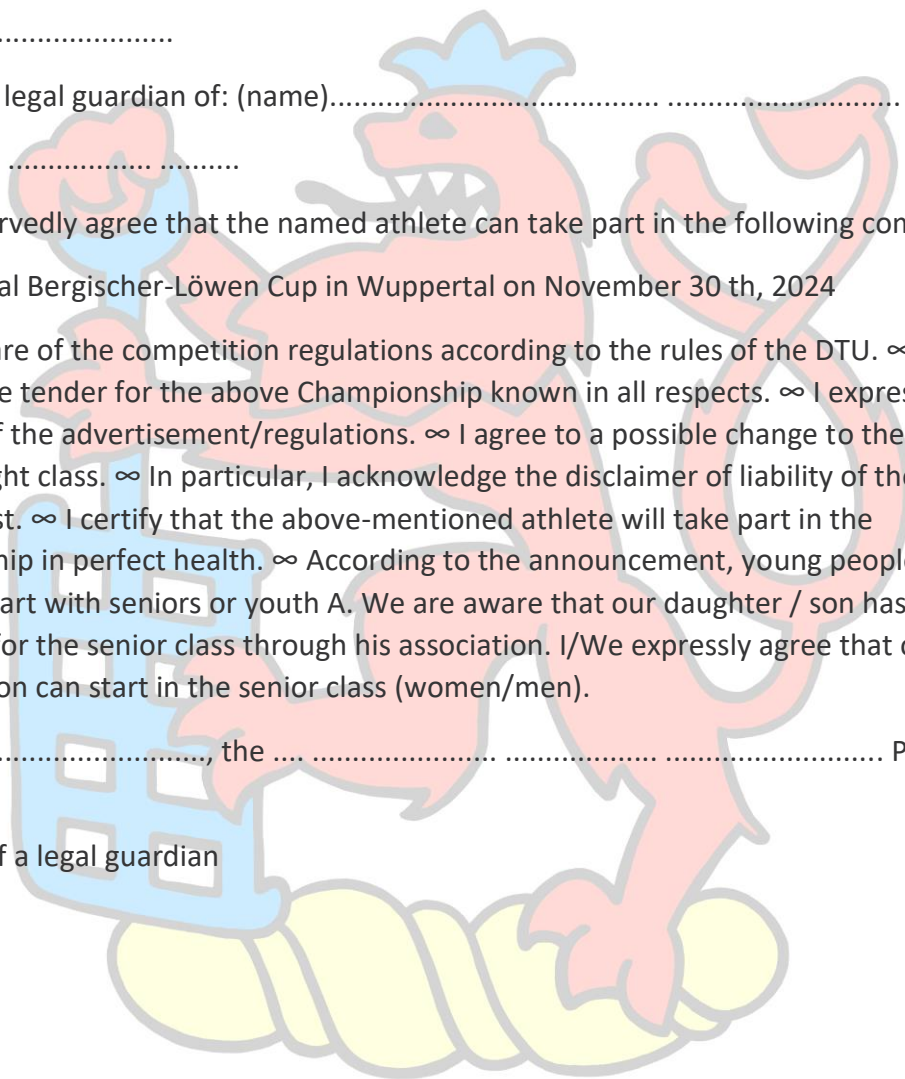 ......................
legal guardian of: (name)......................................... .............................
.................. ..........
rvedly agree that the named athlete can take part in the following con
al Bergischer-Löwen Cup in Wuppertal on November 30 th, 2024
are of the competition regulations according to the rules of the DTU. ∞
e tender for the above Championship known in all respects. ∞ I expres
f the advertisement/regulations. ∞ I agree to a possible change to the
ght class. ∞ In particular, I acknowledge the disclaimer of liability of the
st. ∞ I certify that the above-mentioned athlete will take part in the
hip in perfect health. ∞ According to the announcement, young people
art with seniors or youth A. We are aware that our daughter / son has
for the senior class through his association. I/We expressly agree that o
on can start in the senior class (women/men).
.........................., the .... ....................... ................... ........................... P
f a legal guardian